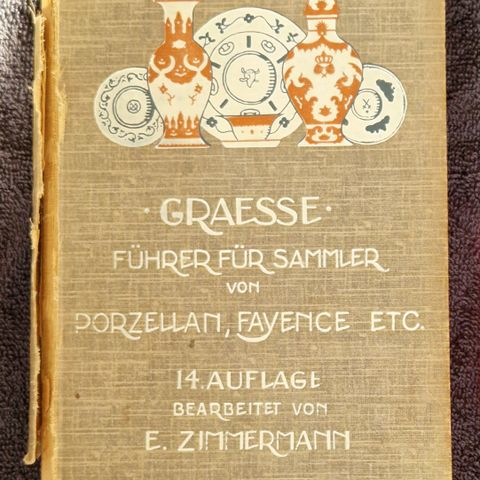 · GRAESSE ·
FÜHRER FÜR SAMMLER
VON
PORZELLAN, FAYENCE ETC.
14. AUFLAGE
BEARBEITET VON
E. ZIMMERMANN